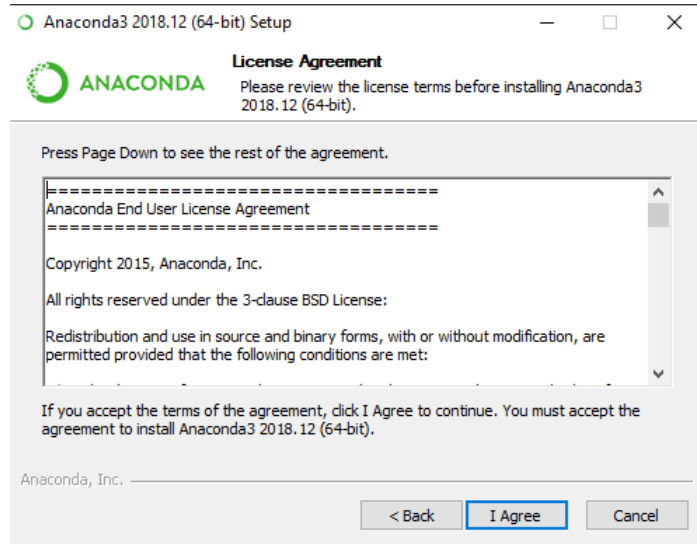 Anaconda3 2018.12 (64-bit) Setup
ANACONDA
License Agreement
Please review the license terms before installing Anaconda3
2018.12 (64-bit).
Press Page Down to see the rest of the agreement.
===================================
Anaconda End User License Agreement
===================================
Copyright 2015, Anaconda, Inc.
All rights reserved under the 3-clause BSD License:
Redistribution and use in source and binary forms, with or without modification, are
permitted provided that the following conditions are met:
If you accept the terms of the agreement, click I Agree to continue. You must accept the
agreement to install Anaconda3 2018.12 (64-bit).
Anaconda, Inc.
< Back
I Agree
Cancel